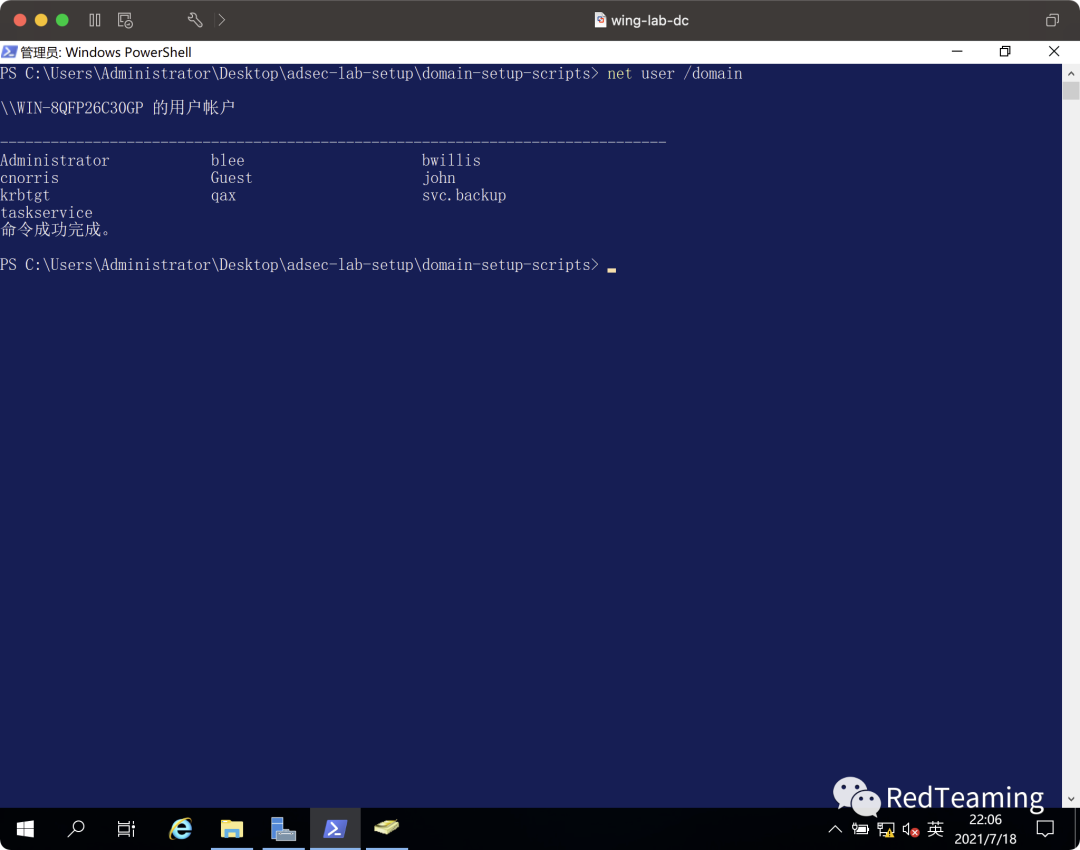 wing-lab-dc
管理员: Windows PowerShell
PS C:\Users\Administrator\Desktop\adsec-lab-setup\domain-setup-scripts> net user /domain
\\WIN-8QFP26C30GP 的用户帐户
-------------------------------------------------------------------------------
Administrator blee bwillis
cnorris Guest john
krbtgt qax svc.backup
taskservice
命令成功完成。
PS C:\Users\Administrator\Desktop\adsec-lab-setup\domain-setup-scripts>
RedTeaming
英
22:06
2021/7/18